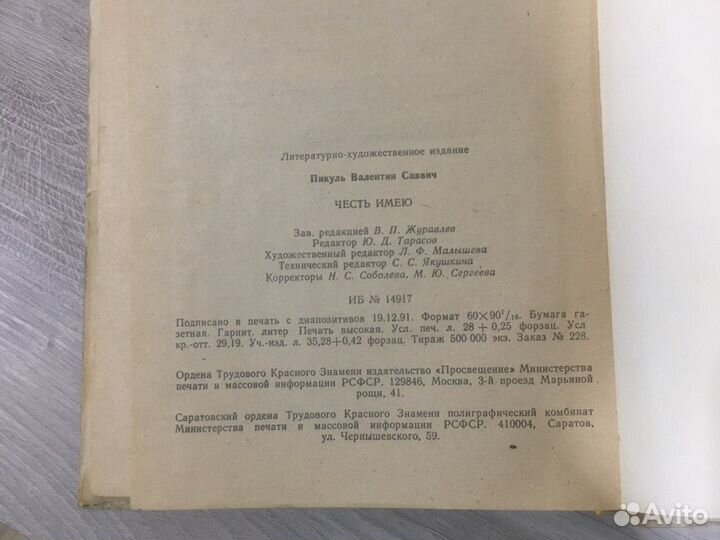 Литературно-художественное издание
Пикуль Валентин Саввич
ЧЕСТЬ ИМЕЮ
Зав. редакцией В. П. Журавлев
Редактор Ю. Д. Тарасов
Художественный редактор Л. Ф. Малышева
Технический редактор С. С. Якушкина
Корректоры Н. С. Соболева, М. Ю. Сергеева
ИБ № 14917
Подписано в печать с диапозитивов 19.12.91. Формат 60×90¹/₁₆. Бумага га-
зетная. Гарнит. литер Печать высокая. Усл. печ. л. 28 + 0,25 форзац. Усл
кр.-отт. 29,19. Уч.-изд. л. 35,28+0,42 форзац. Тираж 500 000 экз. Заказ № 228.
Ордена Трудового Красного Знамени издательство «Просвещение» Министерства
печати и массовой информации РСФСР. 129846, Москва, 3-й проезд Марьиной
рощи, 41.
Саратовский ордена Трудового Красного Знамени полиграфический комбинат
Министерства печати и массовой информации РСФСР. 410004, Саратов,
ул. Чернышевского, 59.
Avito